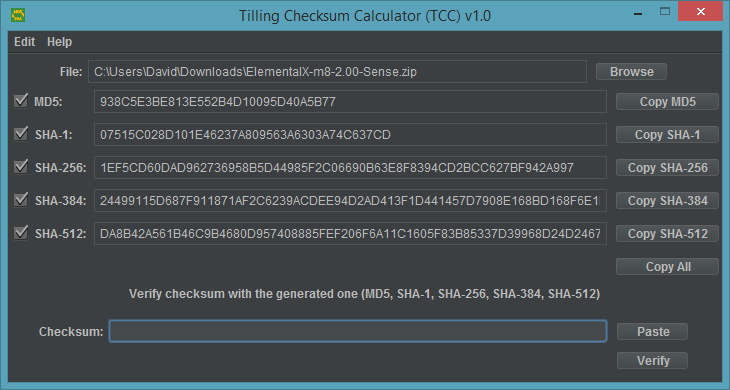 Tilling Checksum Calculator (TCC) v1.0
Edit Help
File: C:\Users\David\Downloads\ElementalX-m8-2.00-Sense.zip Browse
MD5: 938C5E3BE813E552B4D10095D40A5B77 Copy MD5
SHA-1: 07515C028D101E46237A809563A6303A74C637CD Copy SHA-1
SHA-256: 1EF5CD60DAD962736958B5D44985F2C06690B63E8F8394CD2BCC627BF942A997 Copy SHA-256
SHA-384: 24499115D687F911871AF2C6239ACDEE94D2AD413F1D441457D7908E168BD168F6E1 Copy SHA-384
SHA-512: DA8B42A561B46C9B4680D957408885FEF206F6A11C1605F83B85337D39968D24D2467 Copy SHA-512
Copy All
Verify checksum with the generated one (MD5, SHA-1, SHA-256, SHA-384, SHA-512)
Checksum: Paste
Verify